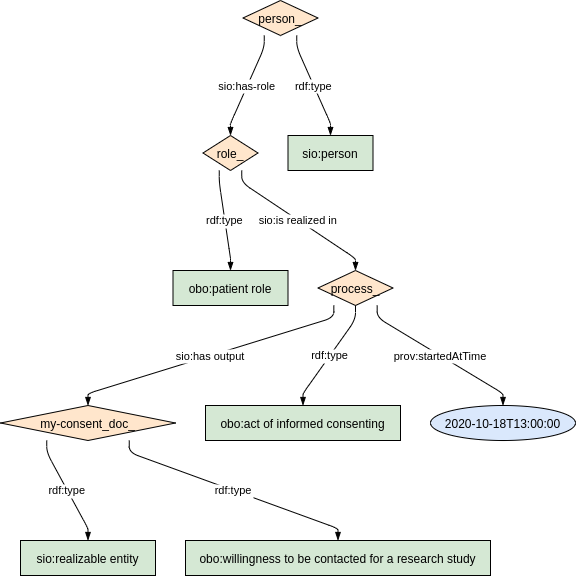 person_
sio:has-role
rdf:type
role_
sio:person
rdf:type
sio:is realized in
obo:patient role
process_
sio:has output
rdf:type
prov:startedAtTime
my-consent_doc_
obo:act of informed consenting
2020-10-18T13:00:00
rdf:type
rdf:type
sio:realizable entity
obo:willingness to be contacted for a research study